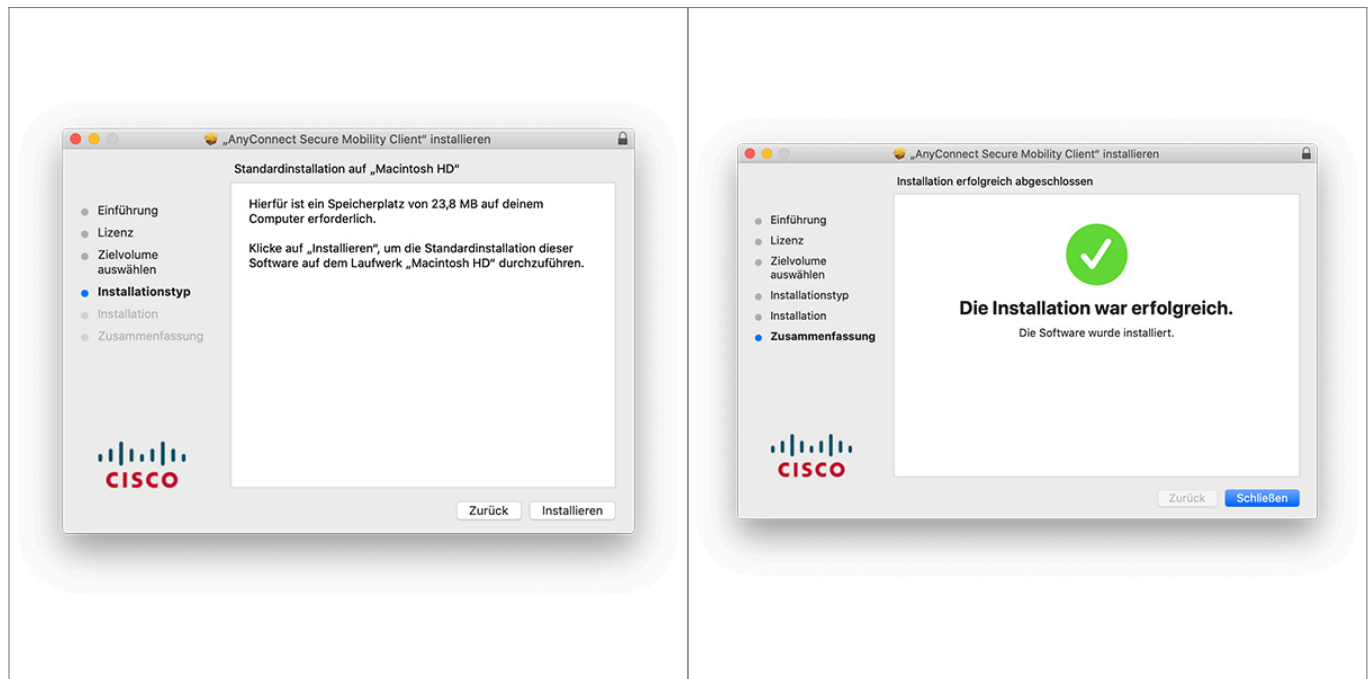 „AnyConnect Secure Mobility Client“ installieren
Standardinstallation auf „Macintosh HD“
Einführung
Lizenz
Zielvolume
auswählen
Installationstyp
Installation
Zusammenfassung
Hierfür ist ein Speicherplatz von 23,8 MB auf deinem
Computer erforderlich.
Klicke auf „Installieren“, um die Standardinstallation dieser
Software auf dem Laufwerk „Macintosh HD“ durchzuführen.
CISCO
Zurück
Installieren
„AnyConnect Secure Mobility Client“ installieren
Installation erfolgreich abgeschlossen
Einführung
Lizenz
Zielvolume
auswählen
Installationstyp
Installation
Zusammenfassung
Die Installation war erfolgreich.
Die Software wurde installiert.
CISCO
Zurück
Schließen